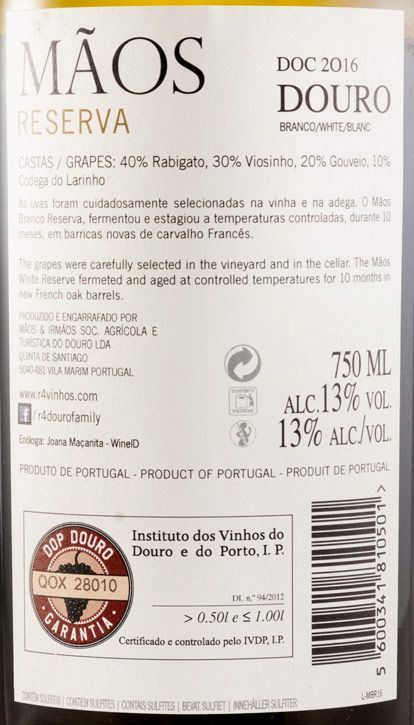 MÃOS
RESERVA
DOC 2016
DOURO
BRANCO/WHITE/BLANC
CASTAS / GRAPES: 40% Rabigato, 30% Viosinho, 20% Gouveio, 10%
Codega do Larinho
As uvas foram cuidadosamente selecionadas na vinha e na adega. O Mãos
Branco Reserva, fermentou e estagiou a temperaturas controladas, durante 10
meses, em barricas novas de carvalho Francês.
The grapes were carefully selected in the vineyard and in the cellar. The Mãos
White Reserve fermeted and aged at controlled temperatures for 10 months in
new French oak barrels.
PRODUZIDO E ENGARRAFADO POR
MÃOS & IRMÃOS SOC. AGRÍCOLA E
TURÍSTICA DO DOURO LDA
QUINTA DE SANTIAGO
5040-481 VILA MARIM PORTUGAL
www.r4vinhos.com
f /r4dourofamily
Enóloga: Joana Maçanita - WineID
PONTO VERDE
750 ML
ALC.13% VOL.
13% ALC./VOL.
PRODUTO DE PORTUGAL - PRODUCT OF PORTUGAL - PRODUIT DE PORTUGAL
DOP DOURO
QOX 28010
GARANTIA
Instituto dos Vinhos do
Douro e do Porto, I. P.
DL n.º 94/2012
> 0.50l e ≤ 1.00l
Certificado e controlado pelo IVDP, I.P.
5 600341 810501 >
L-MBR16
CONTÉM SULFITOS | CONTIEN SULFITES | CONTAIS SULFITES | BEVAT SULFIET | INNEHÅLLER SULFITER